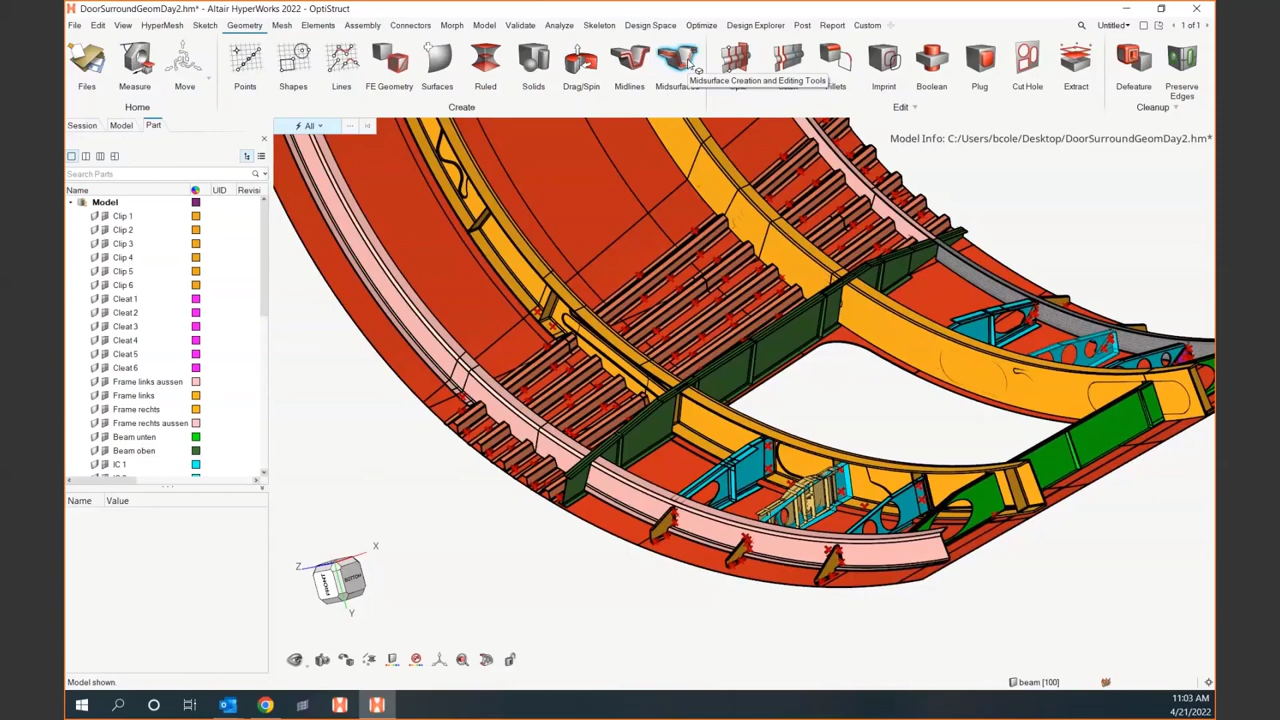 DoorSurroundGeomDay2.hm* - Altair HyperWorks 2022 - OptiStruct
File Edit View HyperMesh Sketch Geometry Mesh Elements Assembly Connectors Morph Model Validate Analyze Skeleton Design Space Optimize Design Explorer Post Report Custom Untitled* 1 of 1
Files Measure Move Points Shapes Lines FE Geometry Surfaces Ruled Solids Drag/Spin Midlines Midsurfaces Imprint Boolean Plug Cut Hole Extract Defeature Preserve Edges
Midsurface Creation and Editing Tools
Home Create Edit Cleanup
Session Model Part
All
Model Info: C:/Users/bcole/Desktop/DoorSurroundGeomDay2.hm*
Search Parts
Name UID Revisi
Model
Clip 1
Clip 2
Clip 3
Clip 4
Clip 5
Clip 6
Cleat 1
Cleat 2
Cleat 3
Cleat 4
Cleat 5
Cleat 6
Frame links aussen
Frame links
Frame rechts
Frame rechts aussen
Beam unten
Beam oben
IC 1
Name Value
X
Z
Y
FRONT
Model shown.
beam [100]
11:03 AM
4/21/2022